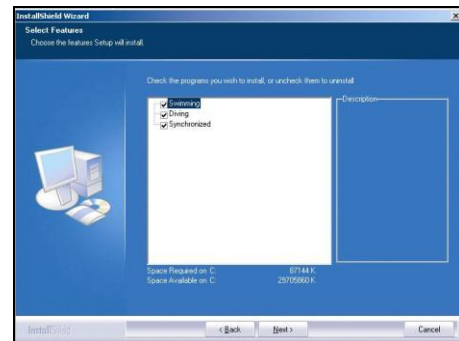 InstallShield Wizard
Select Features
Choose the features Setup will install.
Check the programs you wish to install, or uncheck them to uninstall
Swimming
Diving
Synchronized
Description
Space Required on C: 67144 K
Space Available on C: 29705860 K
InstallShield
< Back Next > Cancel